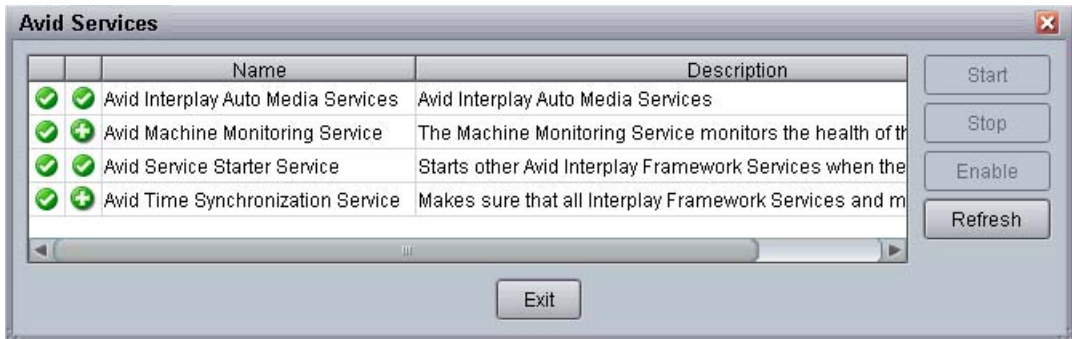 Avid Services
Name Description
Avid Interplay Auto Media Services Avid Interplay Auto Media Services
Avid Machine Monitoring Service The Machine Monitoring Service monitors the health of th
Avid Service Starter Service Starts other Avid Interplay Framework Services when the
Avid Time Synchronization Service Makes sure that all Interplay Framework Services and m
Start
Stop
Enable
Refresh
Exit